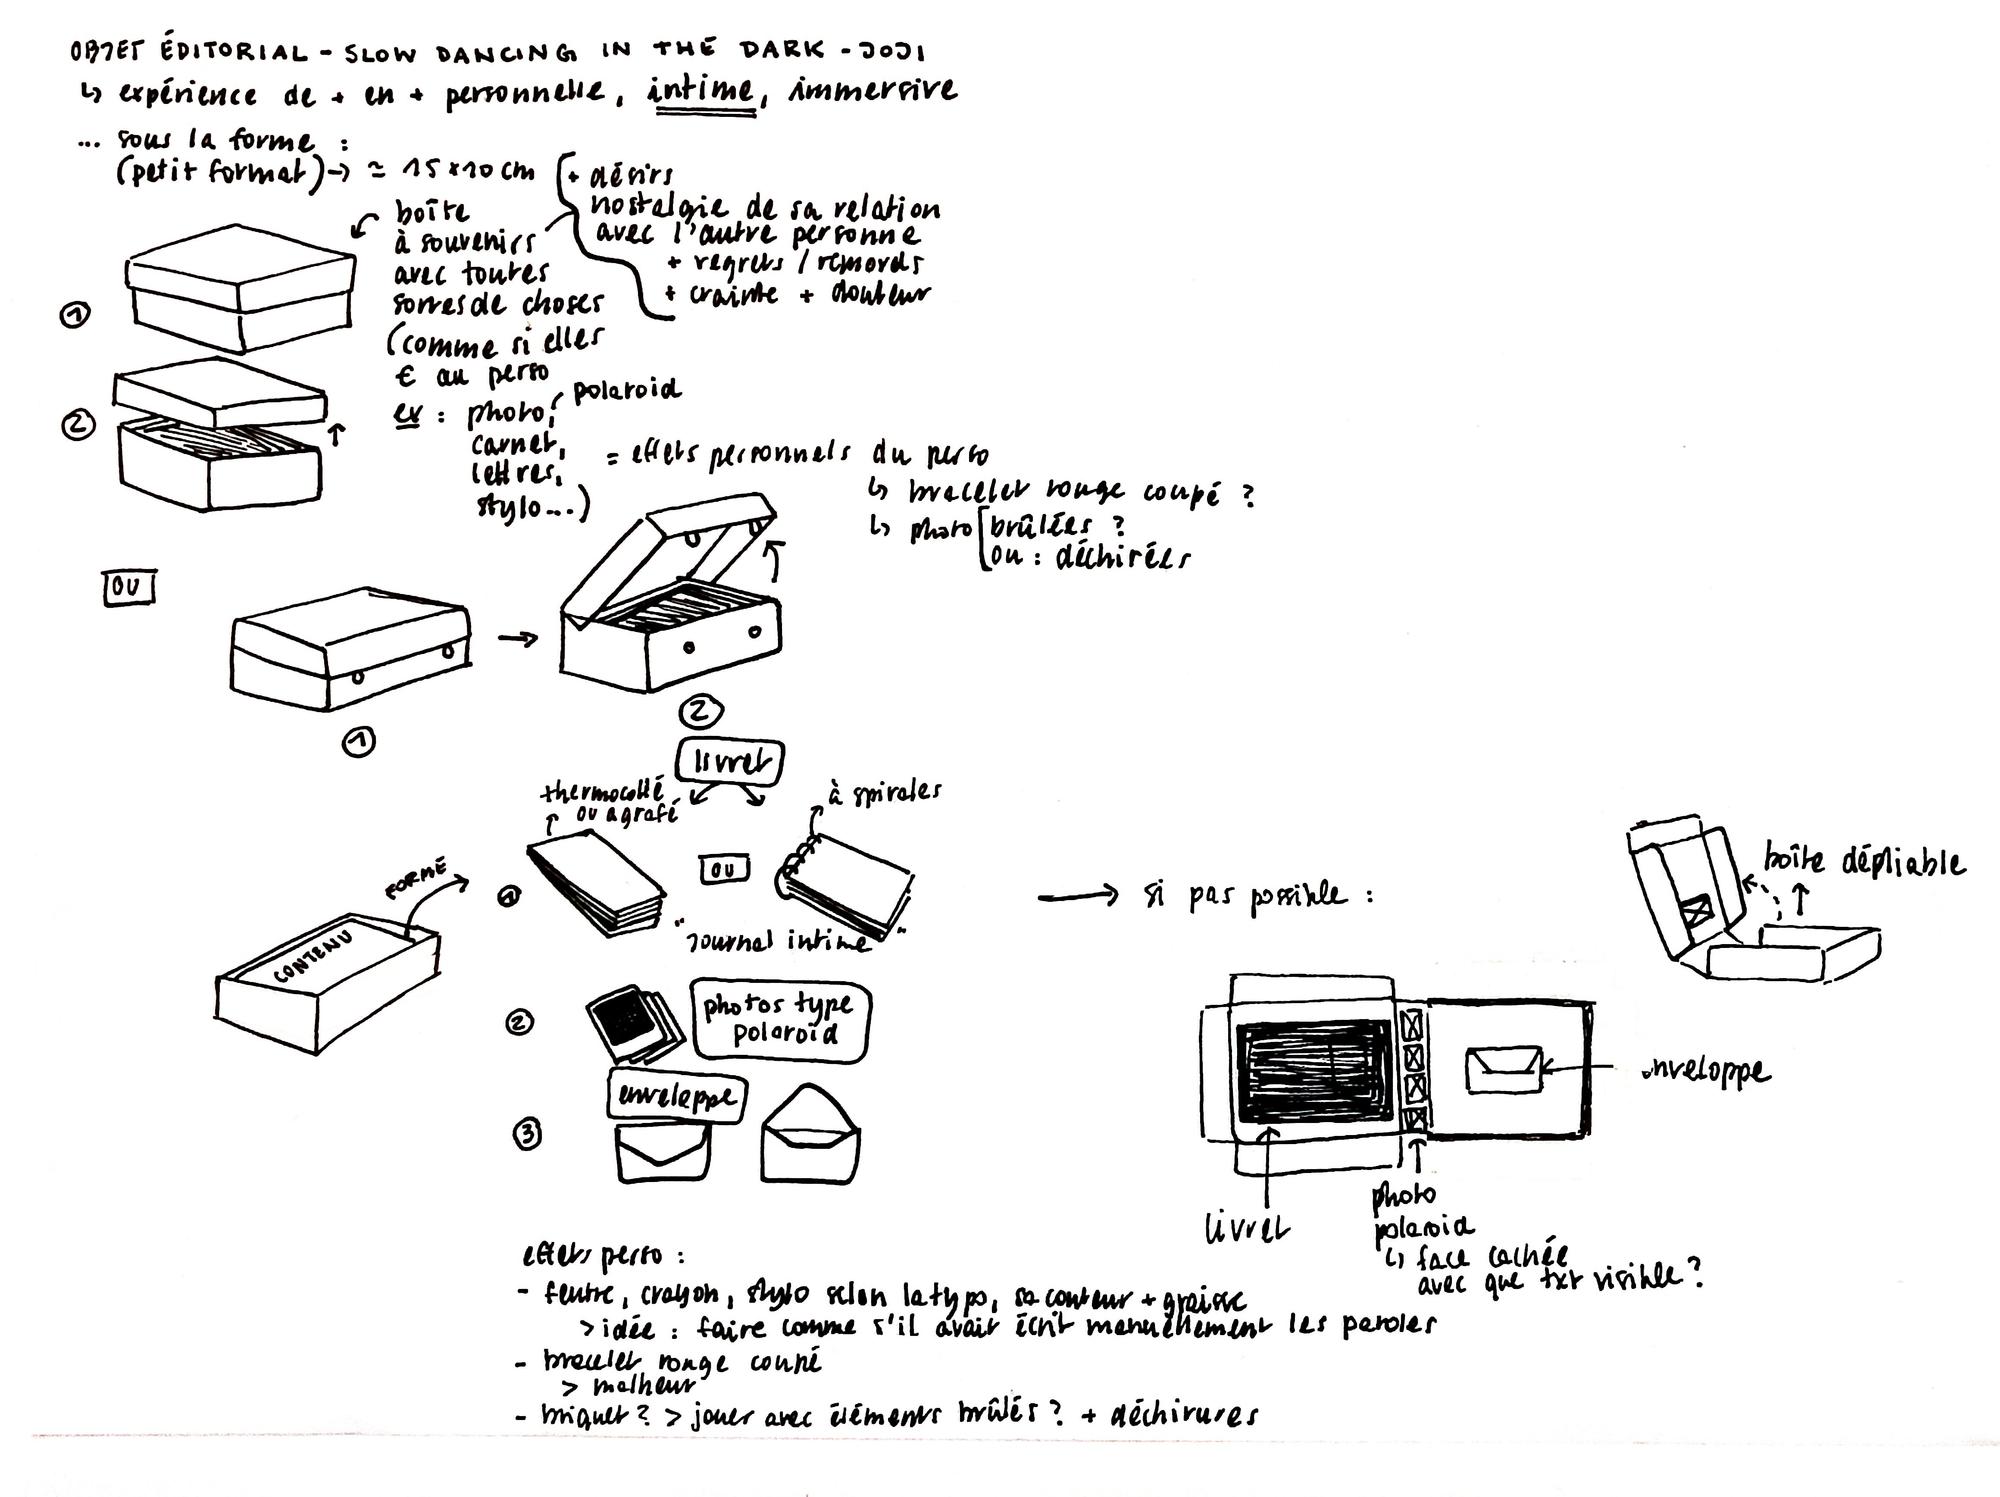 OBJET ÉDITORIAL - SLOW DANCING IN THE DARK - JOJI
↳ expérience de + en + personnelle, intime, immersive
... sous la forme :
(petit format) → ≃ 15×10 cm
boîte
à souvenirs
avec toutes
sortes de choses
(comme si elles
€ au perso
+ désirs
nostalgie de sa relation
avec l'autre personne
+ regrets / remords
+ crainte + douleur
①
②
ex : photo,
polaroid
carnet,
lettres,
stylo...)
= effets personnels du perso
↳ bracelet rouge coupé ?
↳ photo brûlées ?
ou : déchirées
OU
①
②
livret
thermocollé
ou agrafé
à spirales
FORME
CONTENU
①
OU
"Journal intime"
②
photos type
polaroïd
③
enveloppe
→ si pas possible :
boîte dépliable
enveloppe
livret
photo
polaroid
↳ face cachée
avec que txt visible ?
effets perso :
- feutre, crayon, stylo selon la typo, sa couleur + graisse
> idée : faire comme s'il avait écrit manuellement les paroles
- bracelet rouge coupé
> malheur
- briquet ? > jouer avec éléments brûlés ? + déchirures